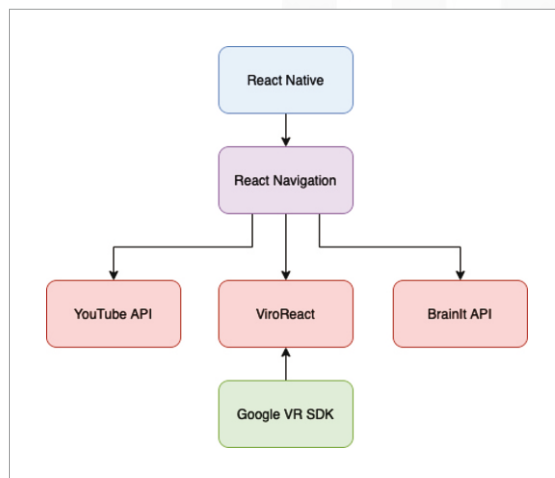 React Native
React Navigation
YouTube API
ViroReact
BrainIt API
Google VR SDK